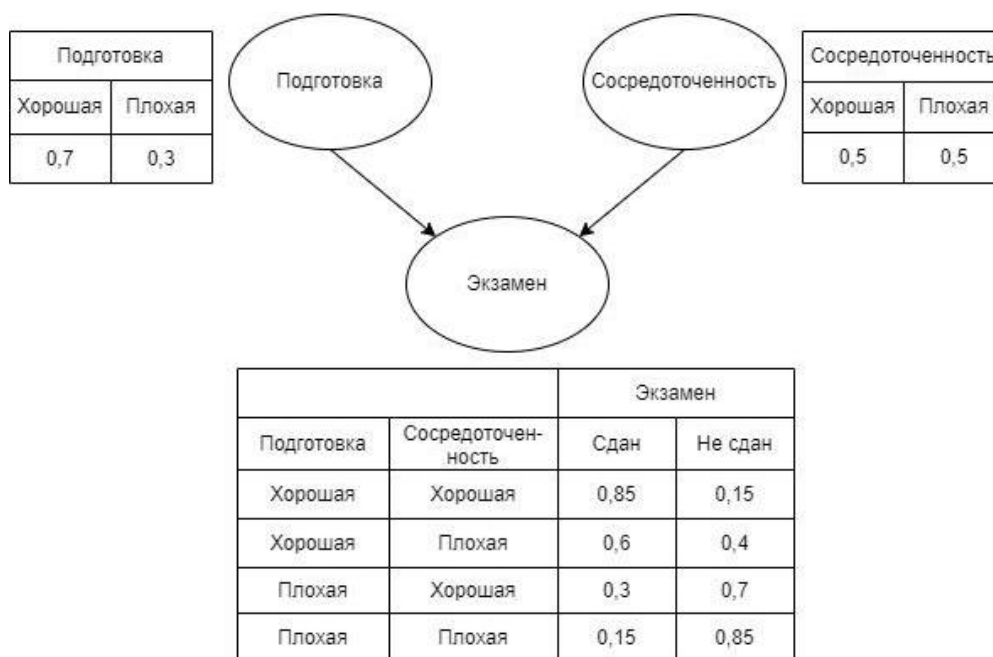 Подготовка
Хорошая Плохая
0,7 0,3
Подготовка
Сосредоточенность
Сосредоточенность
Хорошая Плохая
0,5 0,5
Экзамен
Экзамен
Подготовка Сосредоточен-
ность Сдан Не сдан
Хорошая Хорошая 0,85 0,15
Хорошая Плохая 0,6 0,4
Плохая Хорошая 0,3 0,7
Плохая Плохая 0,15 0,85